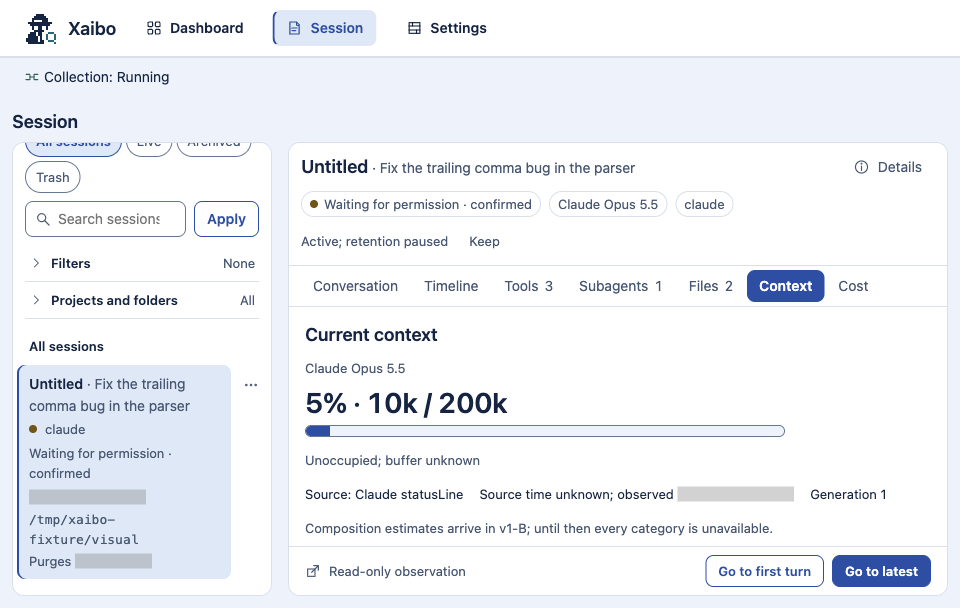 Xaibo Dashboard Session Settings
Collection: Running
Session
All sessions Live Archived
Trash
Search sessions Apply
Filters None
Projects and folders All
All sessions
Untitled · Fix the trailing
comma bug in the parser
claude
Waiting for permission ·
confirmed
/tmp/xaibo-
fixture/visual
Purges
Untitled · Fix the trailing comma bug in the parser Details
Waiting for permission · confirmed Claude Opus 5.5 claude
Active; retention paused Keep
Conversation Timeline Tools 3 Subagents 1 Files 2 Context Cost
Current context
Claude Opus 5.5
5% · 10k / 200k
Unoccupied; buffer unknown
Source: Claude statusLine Source time unknown; observed Generation 1
Composition estimates arrive in v1-B; until then every category is unavailable.
Read-only observation Go to first turn Go to latest